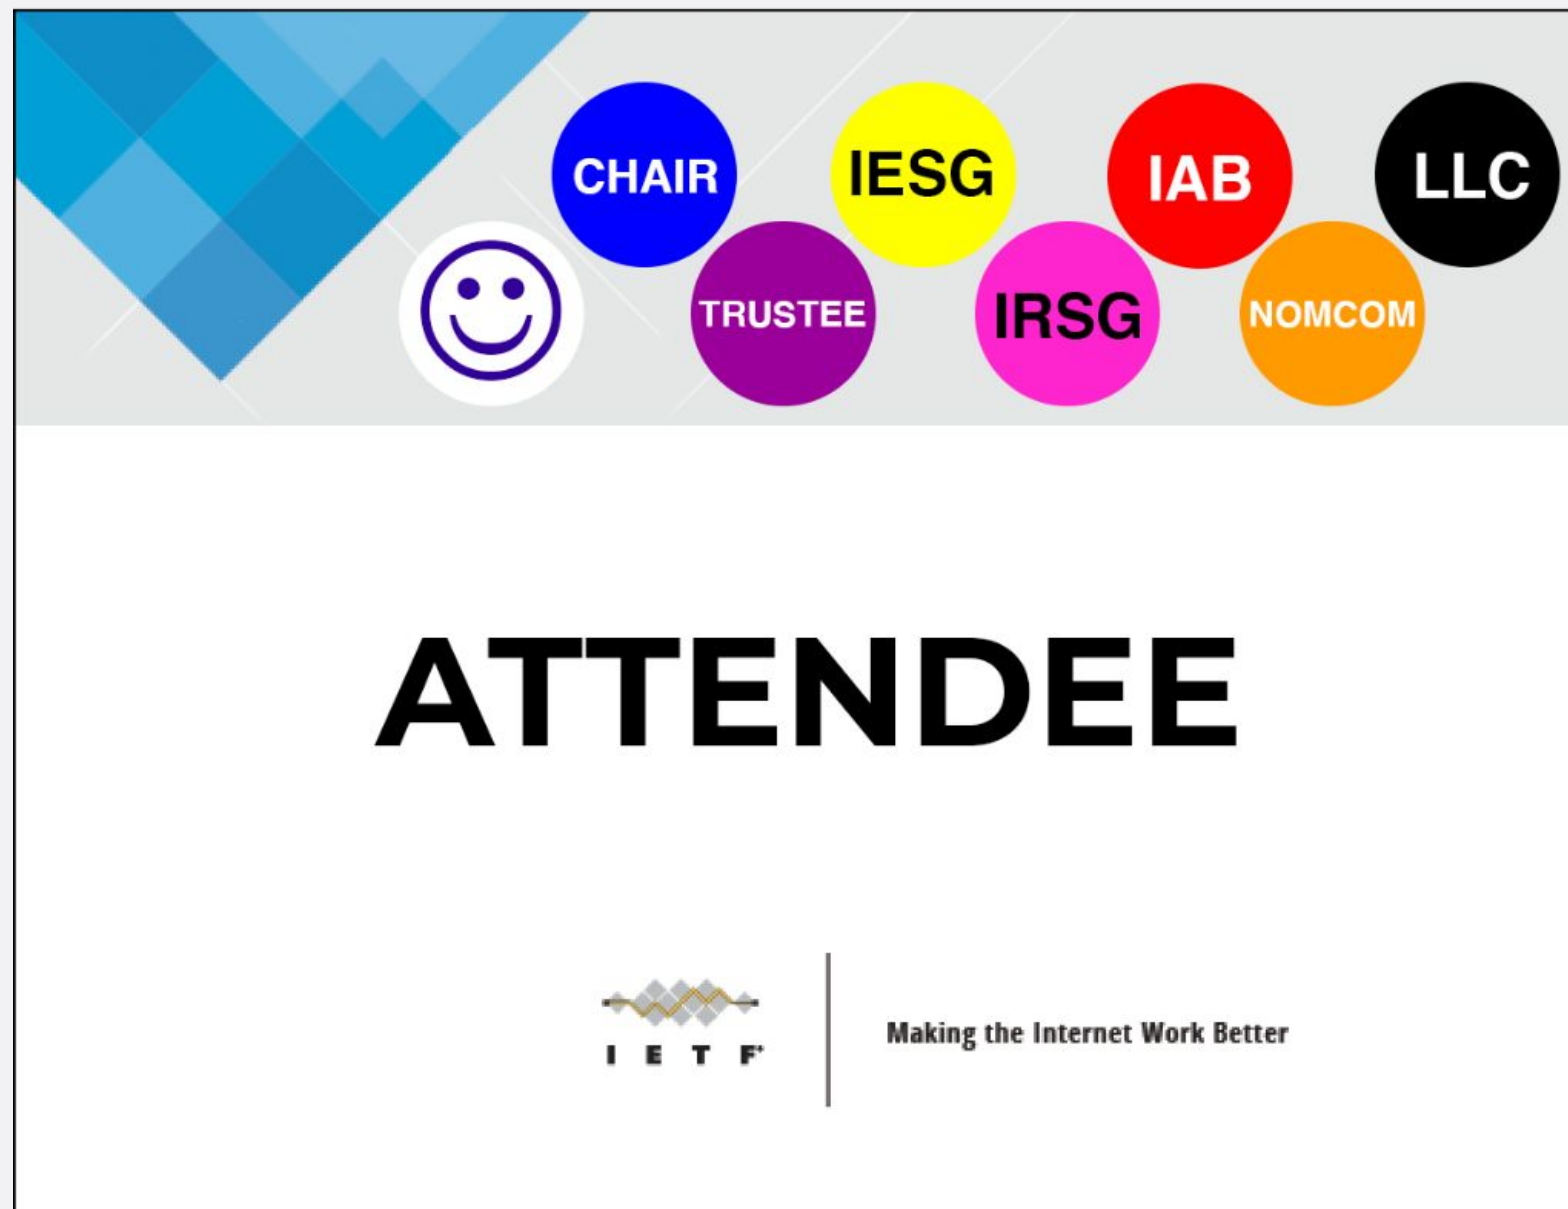 CHAIR IESG IAB LLC
TRUSTEE IRSG NOMCOM
ATTENDEE
IETF
Making the Internet Work Better